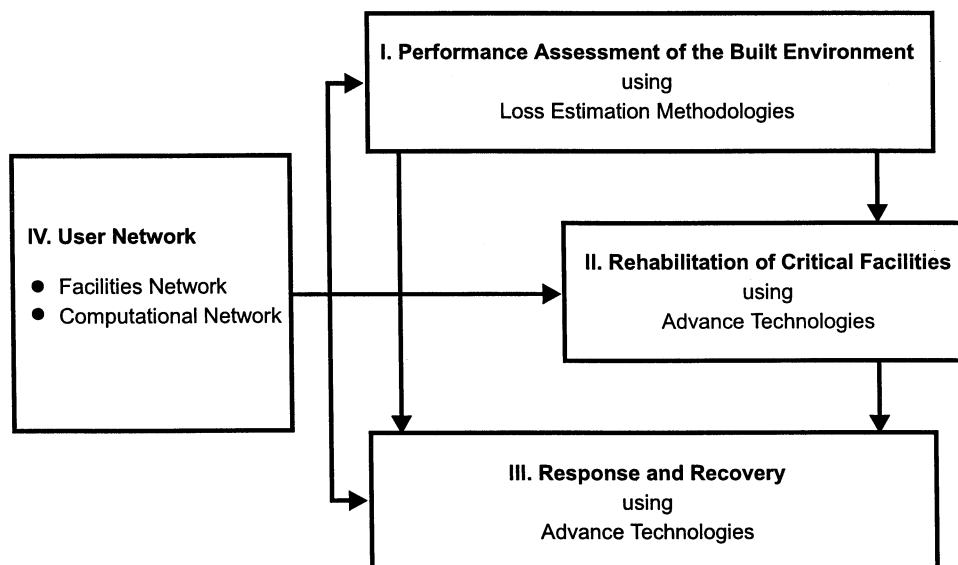 I. Performance Assessment of the Built Environment
using
Loss Estimation Methodologies
IV. User Network
● Facilities Network
● Computational Network
II. Rehabilitation of Critical Facilities
using
Advance Technologies
III. Response and Recovery
using
Advance Technologies